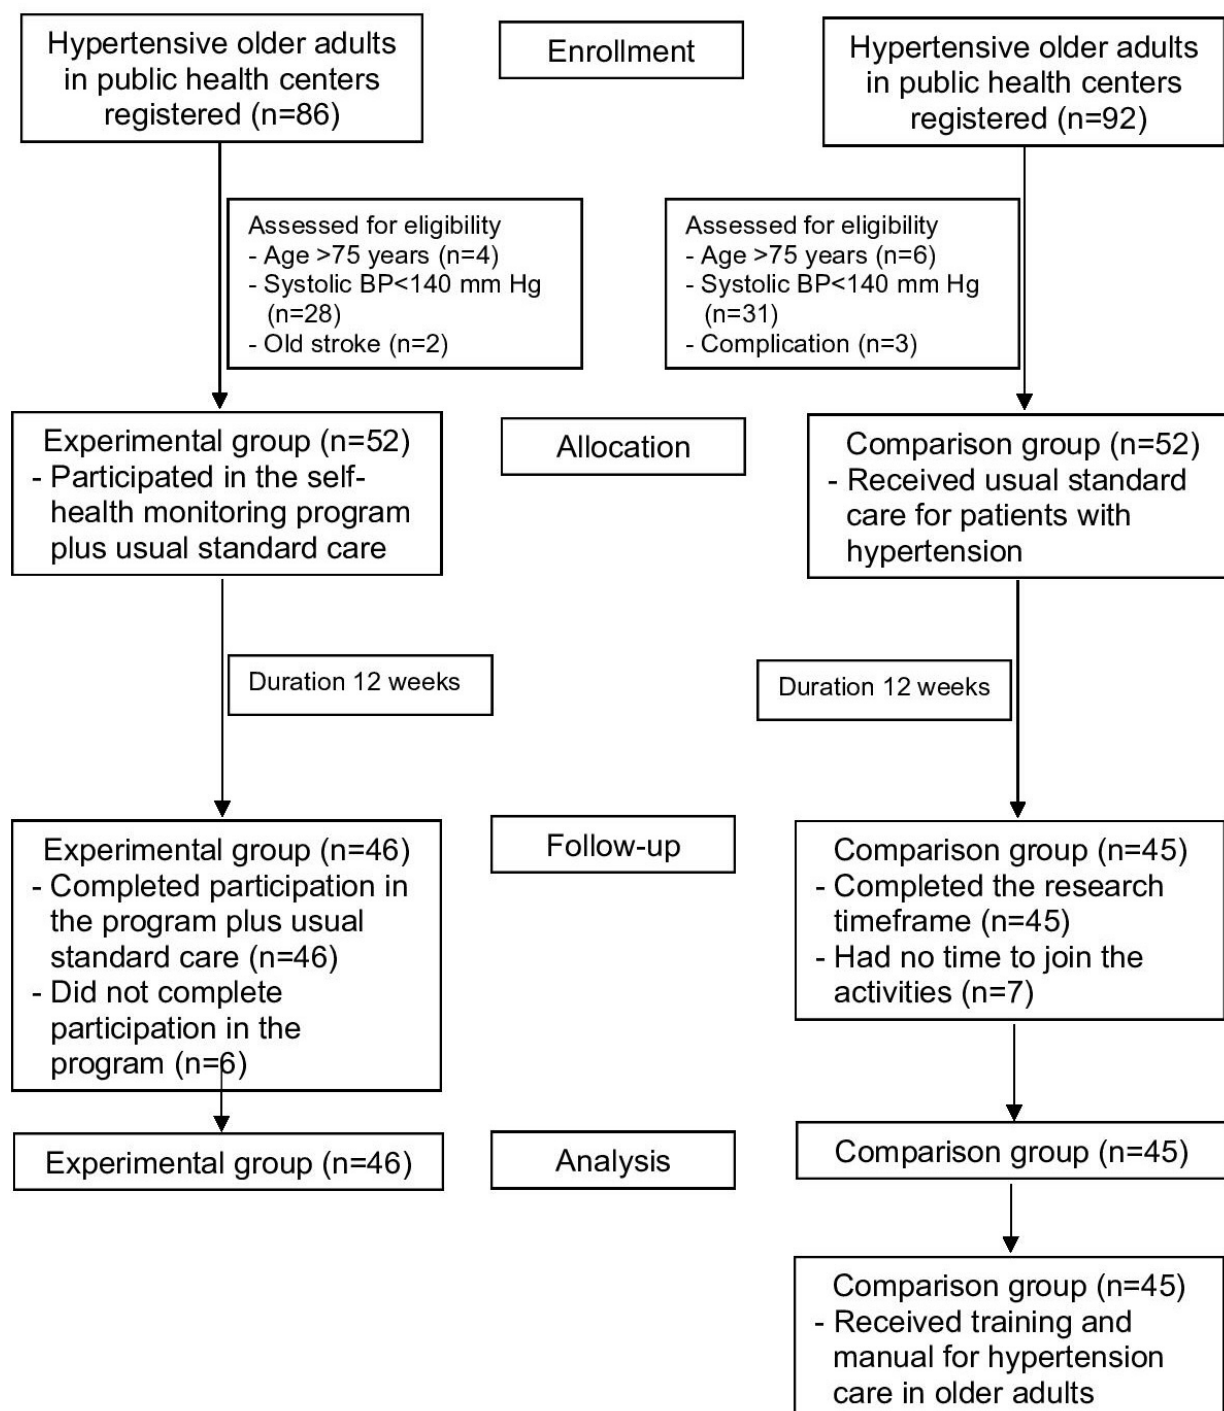 Hypertensive older adults
in public health centers
registered (n=86)
Enrollment
Hypertensive older adults
in public health centers
registered (n=92)
Assessed for eligibility
- Age >75 years (n=4)
- Systolic BP<140 mm Hg
(n=28)
- Old stroke (n=2)
Assessed for eligibility
- Age >75 years (n=6)
- Systolic BP<140 mm Hg
(n=31)
- Complication (n=3)
Experimental group (n=52)
- Participated in the self-
health monitoring program
plus usual standard care
Allocation
Comparison group (n=52)
- Received usual standard
care for patients with
hypertension
Duration 12 weeks
Duration 12 weeks
Experimental group (n=46)
- Completed participation in
the program plus usual
standard care (n=46)
- Did not complete
participation in the
program (n=6)
Follow-up
Comparison group (n=45)
- Completed the research
timeframe (n=45)
- Had no time to join the
activities (n=7)
Experimental group (n=46)
Analysis
Comparison group (n=45)
Comparison group (n=45)
- Received training and
manual for hypertension
care in older adults